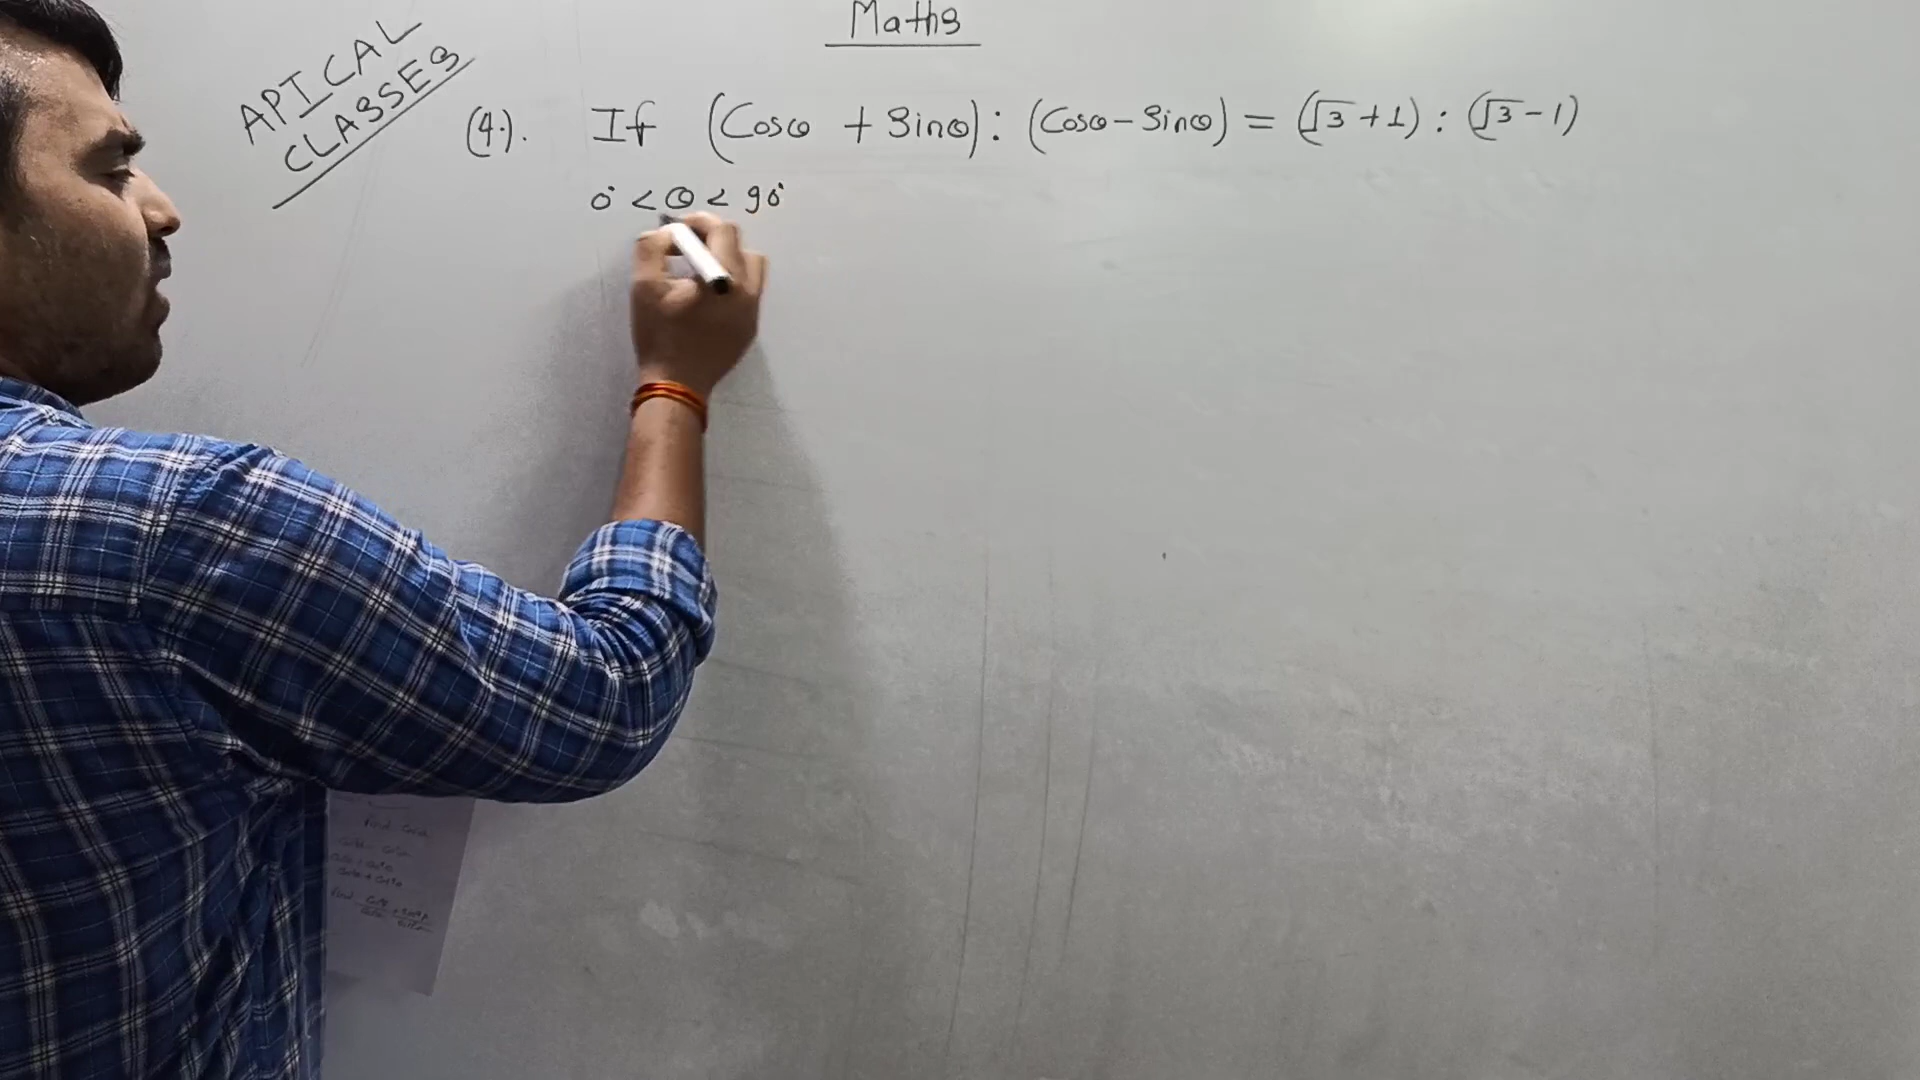 Maths
APICAL
CLASSES
(4.). If (Cosθ + Sinθ) : (Cosθ - Sinθ) = (√3 + 1) : (√3 - 1)
0° < θ < 90°